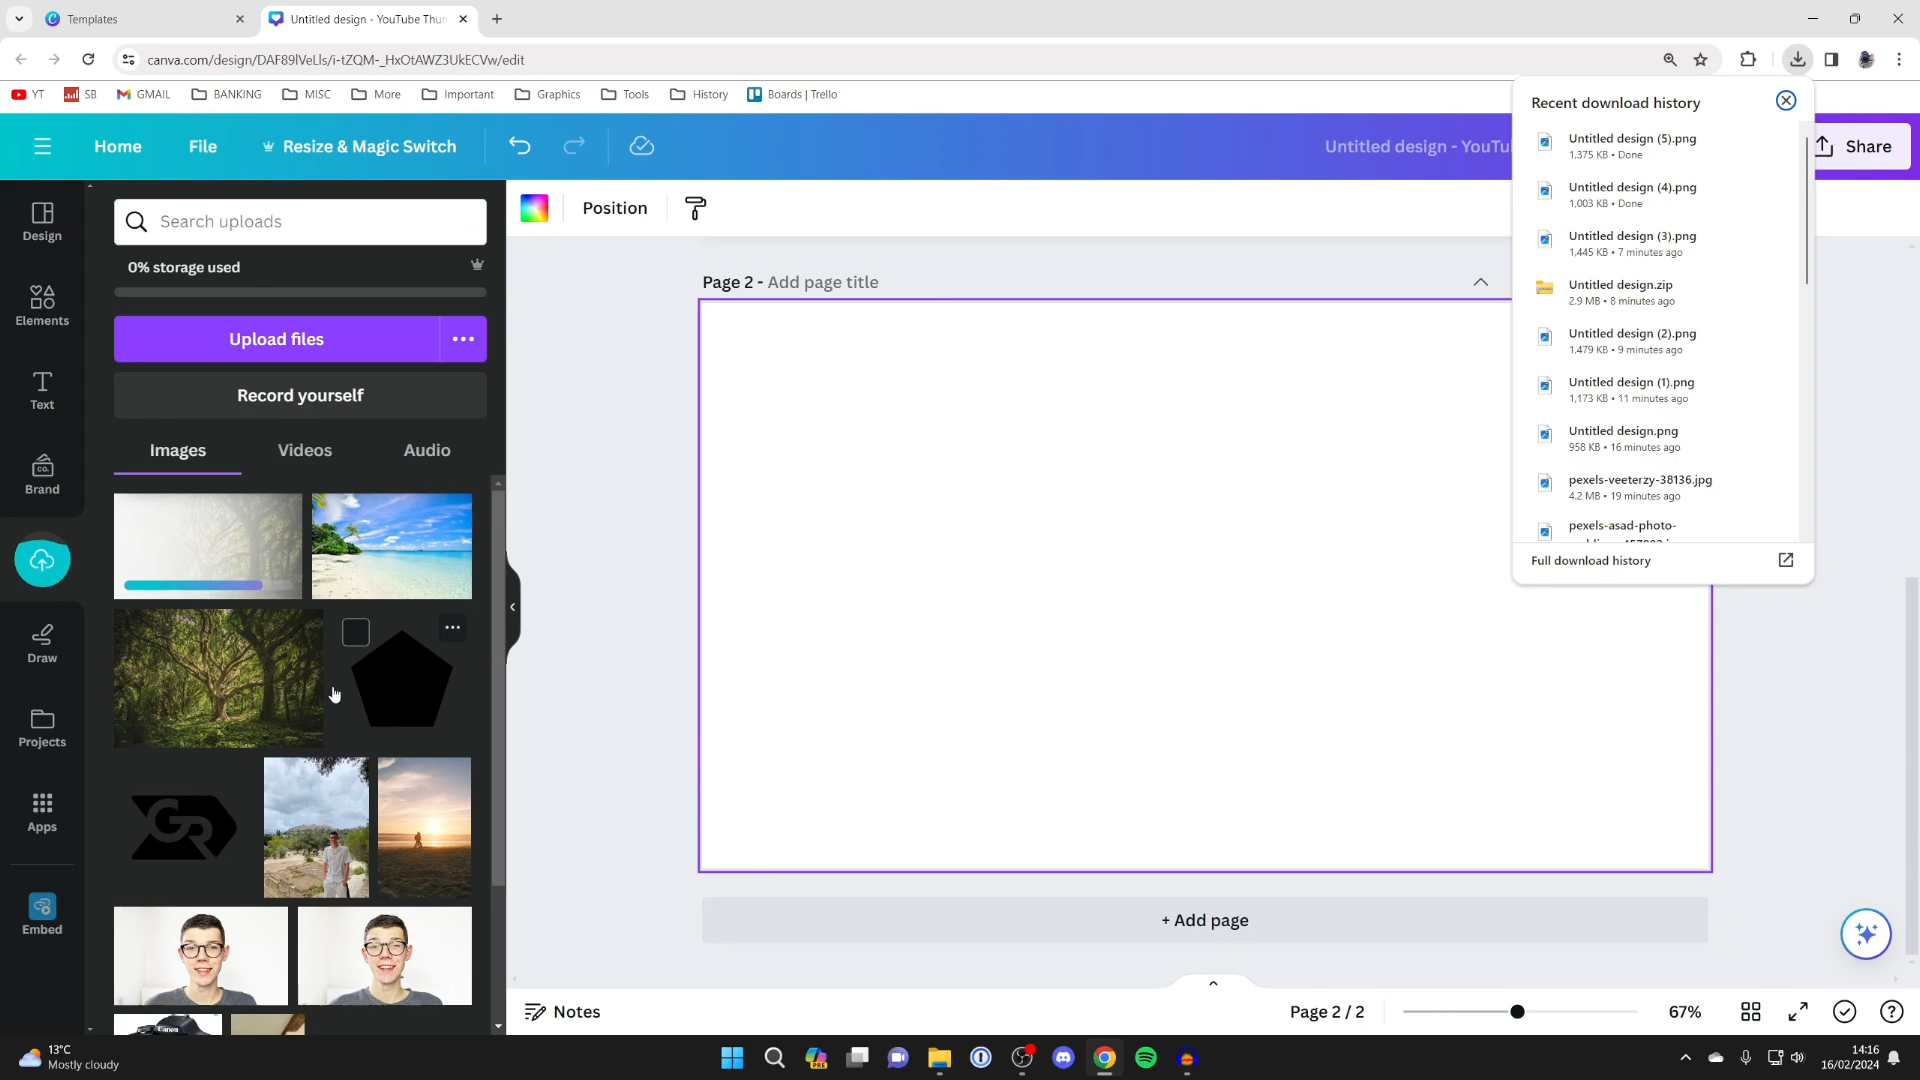 Templates
Untitled design - YouTube Thun
canva.com/design/DAF89lVeLls/i-tZQM-_HxOtAWZ3UkECVw/edit
YT
SB
GMAIL
BANKING
MISC
More
Important
Graphics
Tools
History
Boards | Trello
Home
File
Resize & Magic Switch
Untitled design - YouTu
Share
Recent download history
Untitled design (5).png
1,375 KB • Done
Untitled design (4).png
1,003 KB • Done
Untitled design (3).png
1,445 KB • 7 minutes ago
Untitled design.zip
2.9 MB • 8 minutes ago
Untitled design (2).png
1,479 KB • 9 minutes ago
Untitled design (1).png
1,173 KB • 11 minutes ago
Untitled design.png
958 KB • 16 minutes ago
pexels-veeterzy-38136.jpg
4.2 MB • 19 minutes ago
pexels-asad-photo-
Full download history
Design
Elements
Text
Brand
Draw
Projects
Apps
Embed
Search uploads
0% storage used
Upload files
Record yourself
Images
Videos
Audio
GR
Canon
Position
Page 2 - Add page title
+ Add page
Notes
Page 2 / 2
67%
13°C
Mostly cloudy
PRE
14:16
16/02/2024